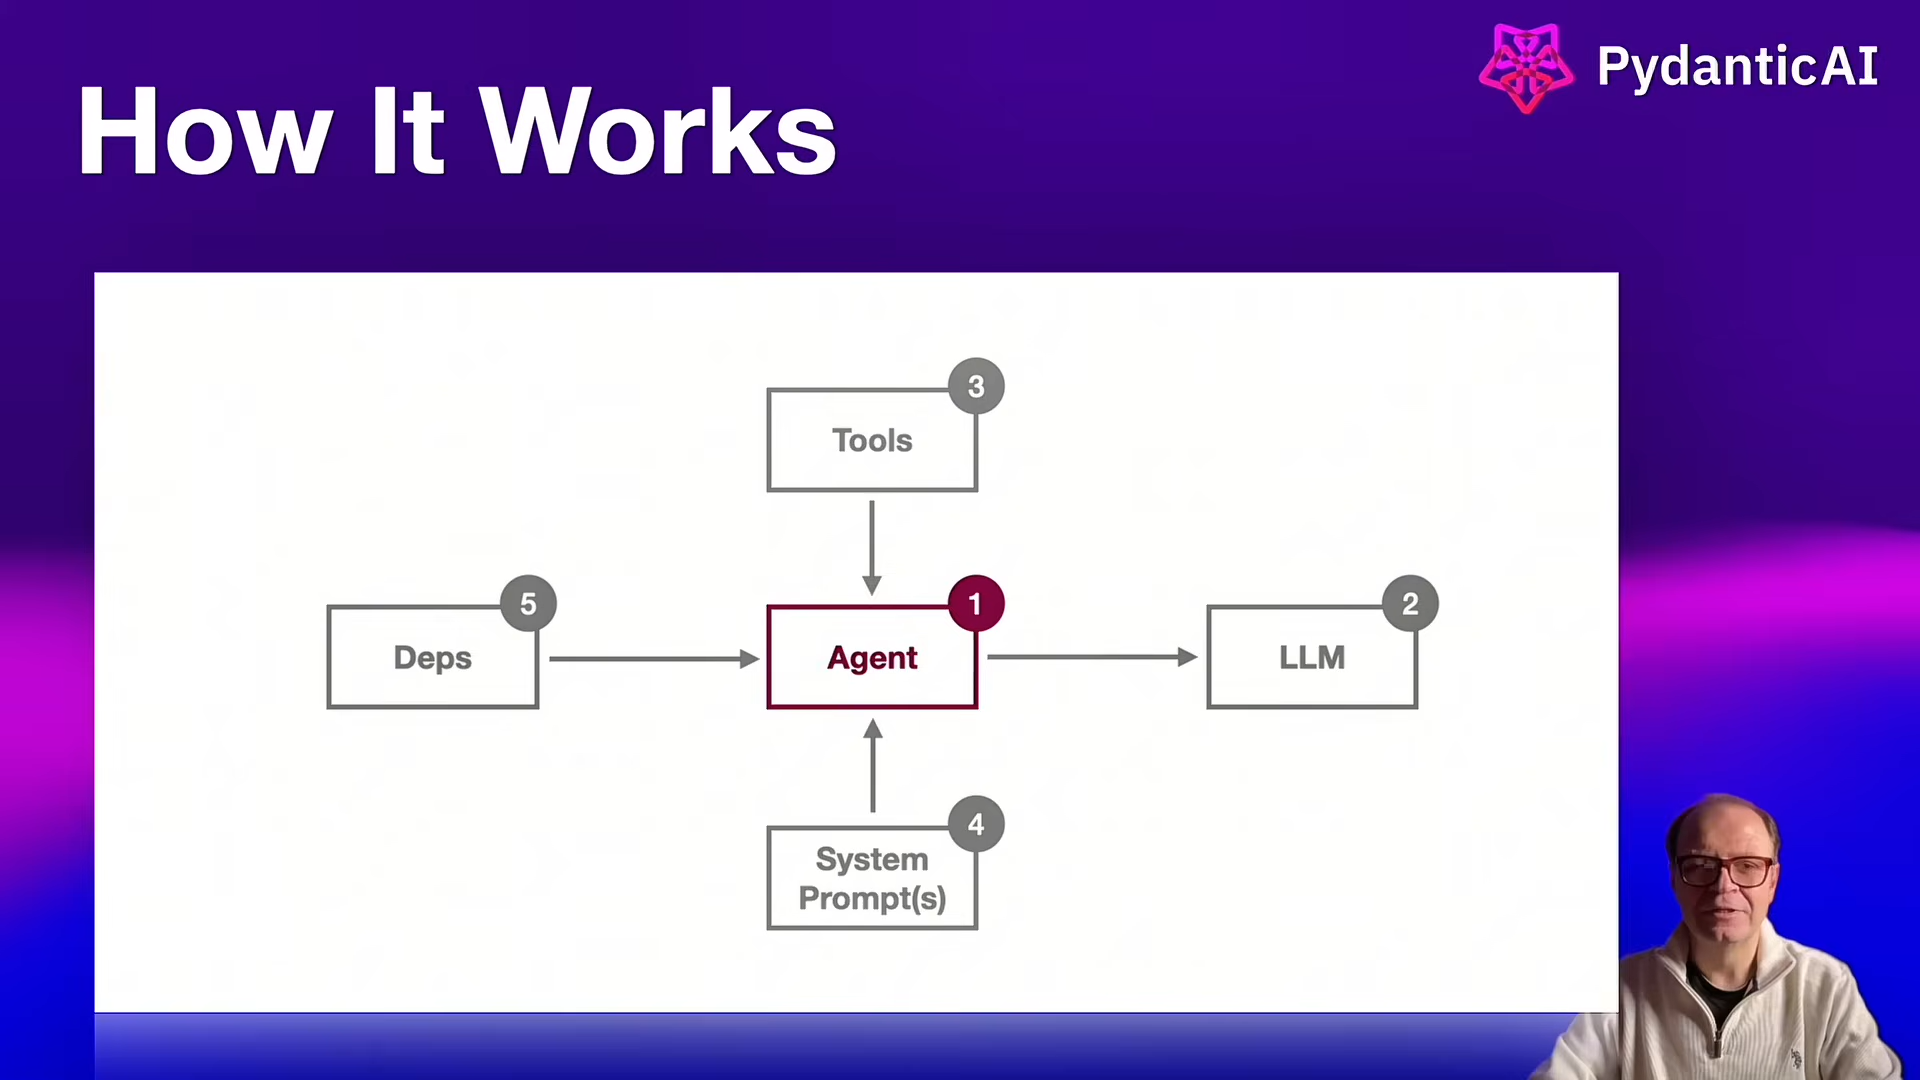 PydanticAI
How It Works
3
Tools
5
Deps
1
Agent
2
LLM
4
System
Prompt(s)